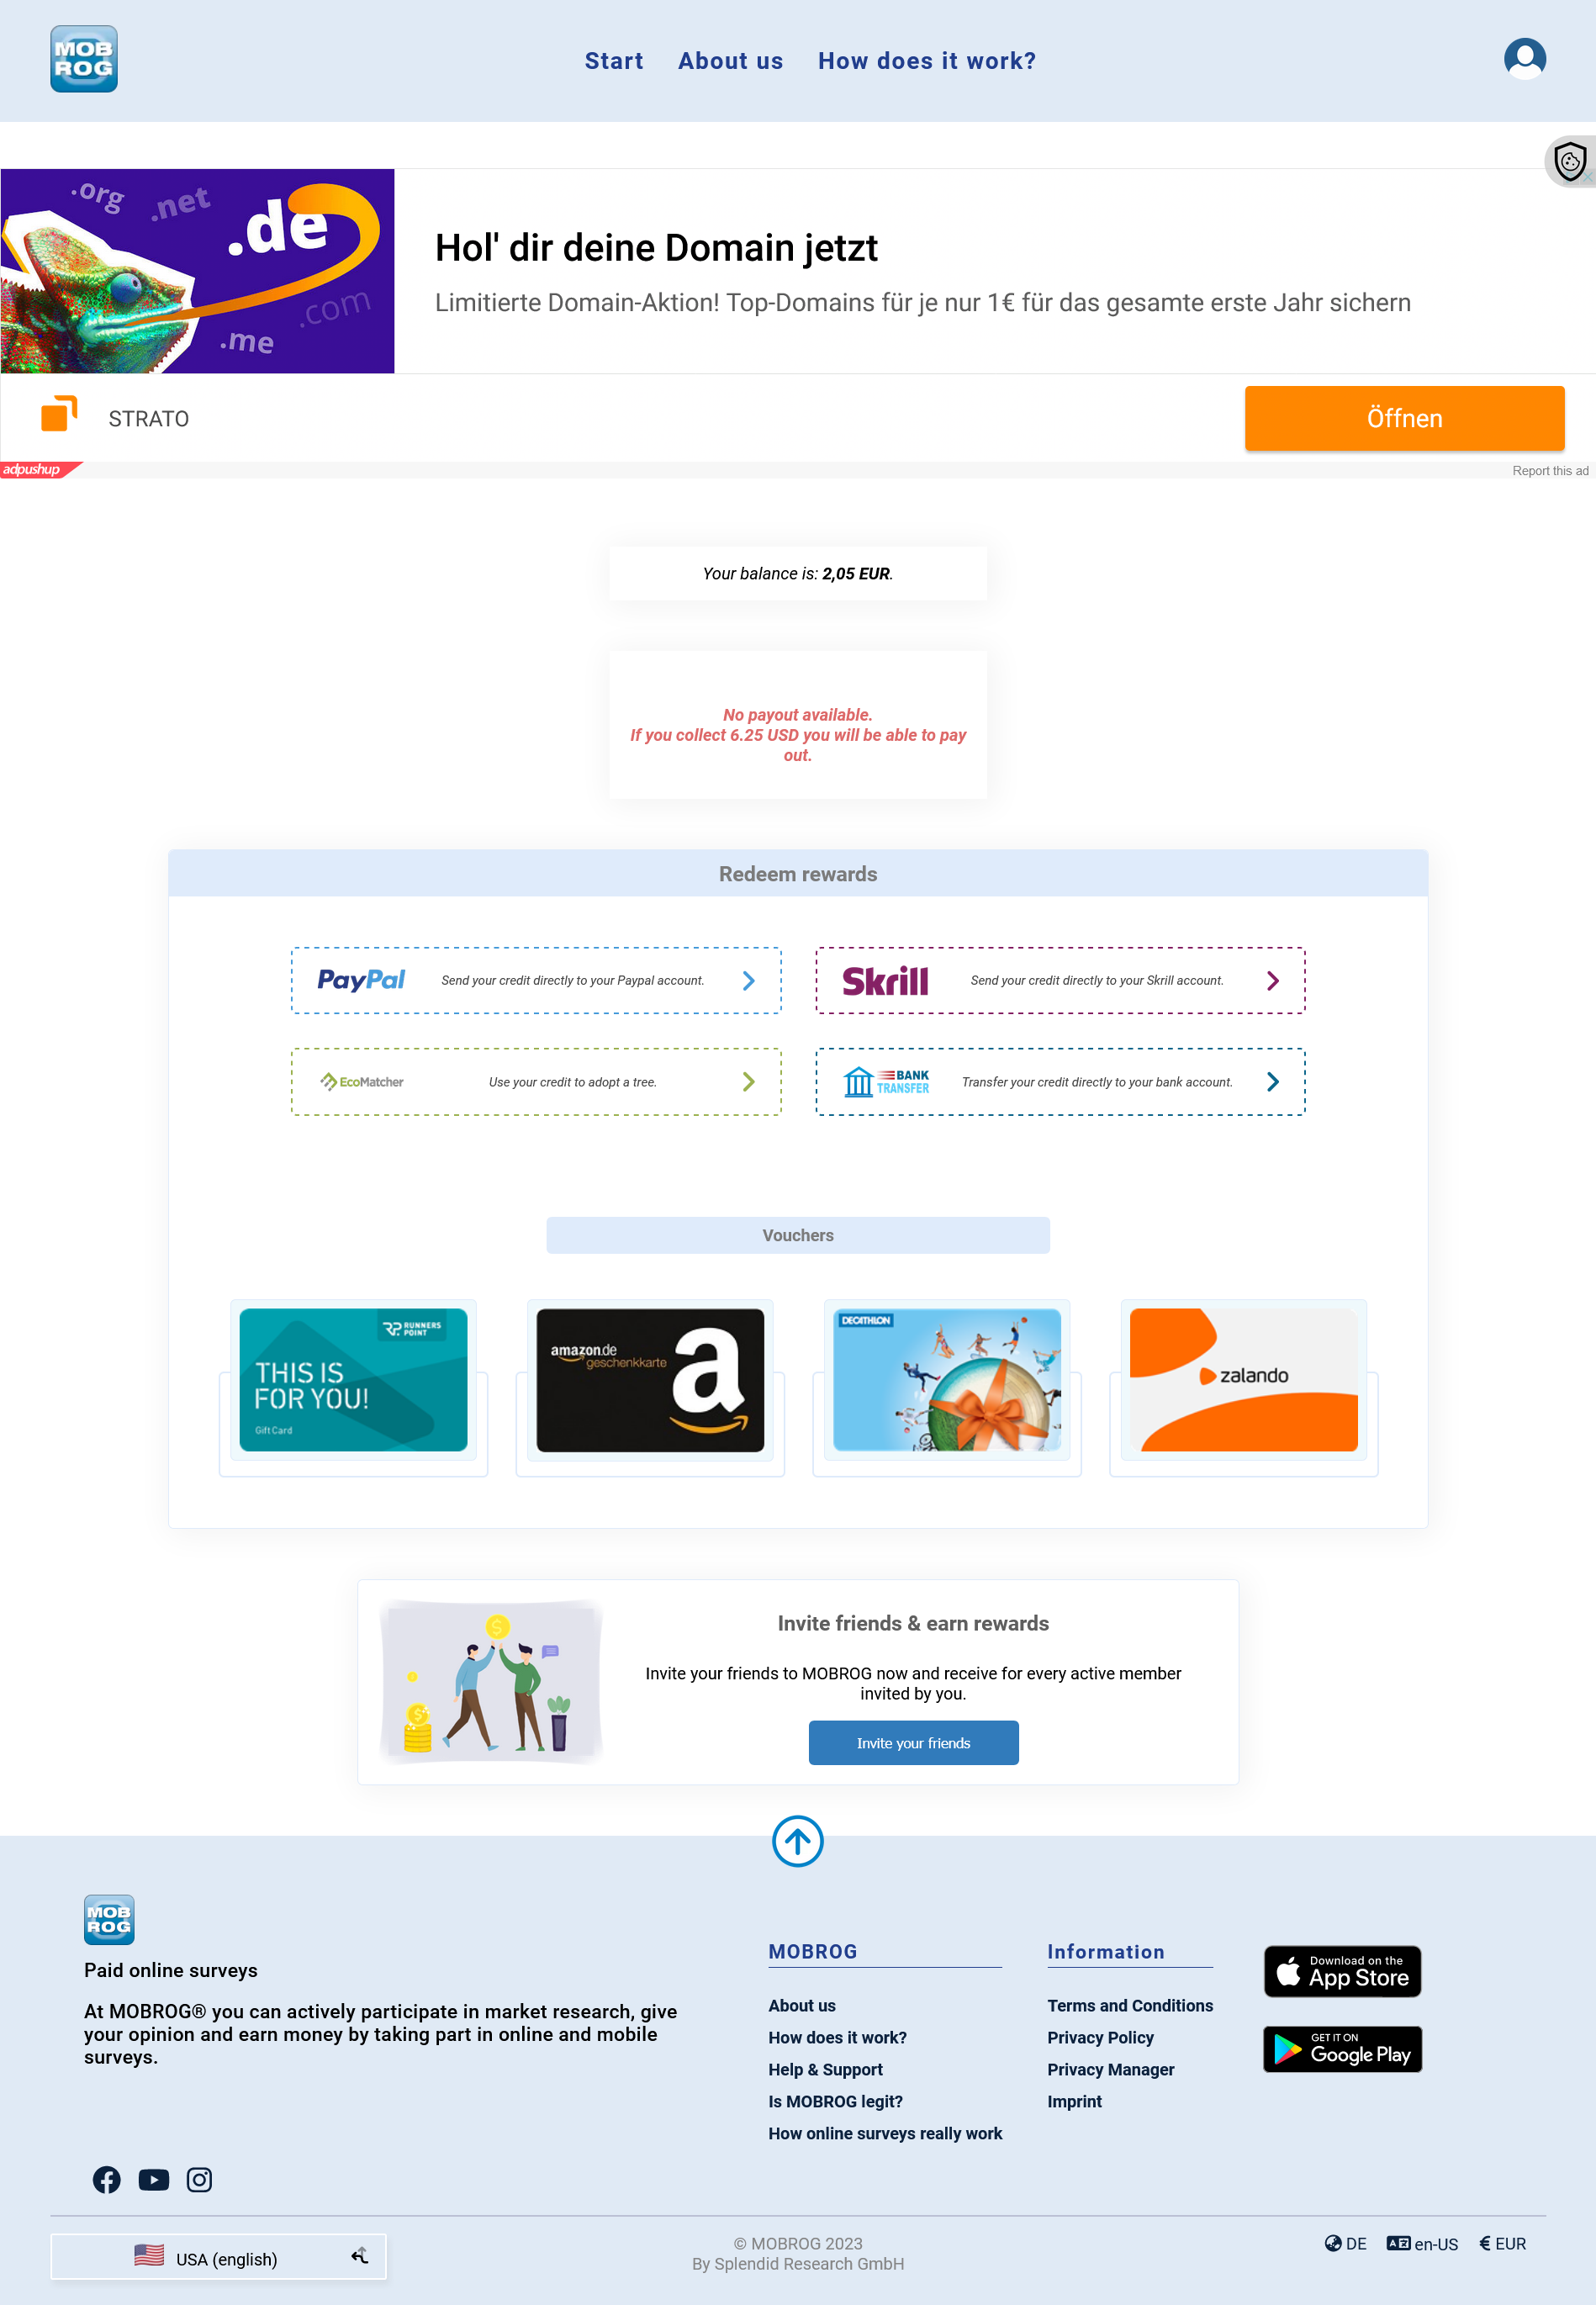 MOB
ROG
Start About us How does it work?
.org .net .de
.com
.me
Hol' dir deine Domain jetzt
Limitierte Domain-Aktion! Top-Domains für je nur 1€ für das gesamte erste Jahr sichern
STRATO
Öffnen
adpushup
Report this ad
Your balance is: 2,05 EUR.
No payout available.
If you collect 6.25 USD you will be able to pay
out.
Redeem rewards
PayPal Send your credit directly to your Paypal account.
Skrill Send your credit directly to your Skrill account.
EcoMatcher Use your credit to adopt a tree.
BANK
TRANSFER Transfer your credit directly to your bank account.
Vouchers
RUNNERS
POINT
THIS IS
FOR YOU!
Gift Card
amazon.de
geschenkkarte
a
DECATHLON
zalando
Invite friends & earn rewards
Invite your friends to MOBROG now and receive for every active member
invited by you.
Invite your friends
MOB
ROG
Paid online surveys
At MOBROG® you can actively participate in market research, give
your opinion and earn money by taking part in online and mobile
surveys.
MOBROG
About us
How does it work?
Help & Support
Is MOBROG legit?
How online surveys really work
Information
Terms and Conditions
Privacy Policy
Privacy Manager
Imprint
Download on the
App Store
GET IT ON
Google Play
USA (english)
© MOBROG 2023
By Splendid Research GmbH
DE en-US € EUR